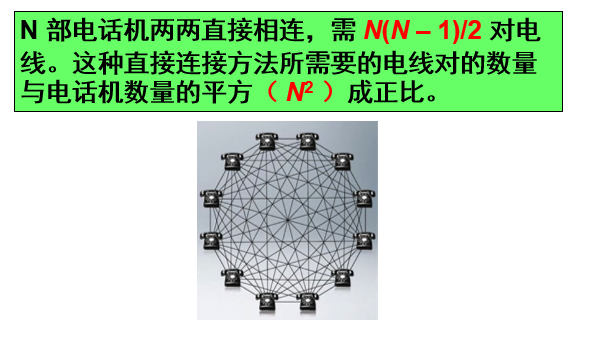 N 部电话机两两直接相连，需 N(N – 1)/2 对电
线。这种直接连接方法所需要的电线对的数量
与电话机数量的平方（ N² ）成正比。